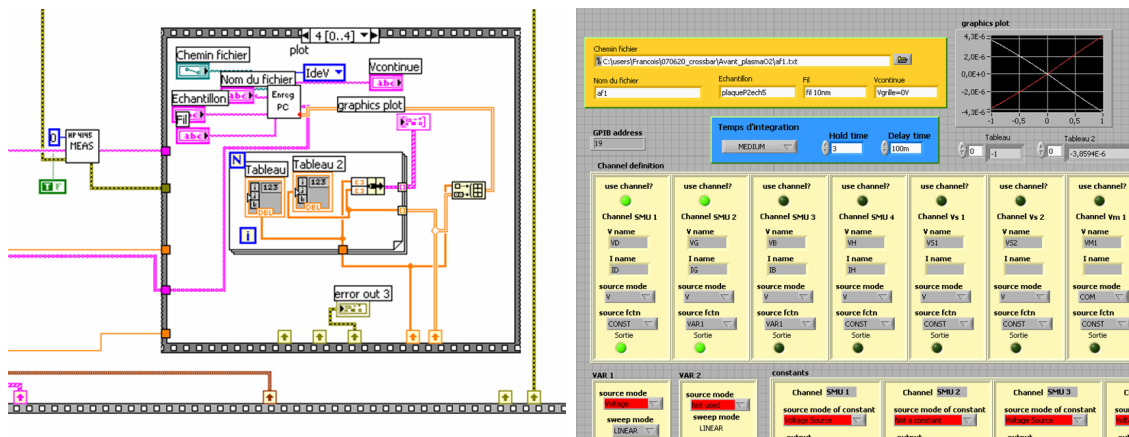 4 [0..4]
plot
Chemin fichier
IdeV
Vcontinue
abc
Nom du fichier
abc
Enreg
PC
Echantillon
abc
graphics plot
Fil
abc
0
HP 4145
MEAS
T F
N
Tableau
Tableau 2
123
DBL
123
DBL
i
error out 3
graphics plot
4,3E-6
2,0E-6
0,0E+0
-2,0E-6
-4,3E-6
-1 -0,5 0 0,5 1
Chemin fichier
C:\users\Francois\070620_crossbar\Avant_plasmaO2\af1.txt
Nom du fichier Echantillon Fil Vcontinue
af1 plaqueP2ech5 fil 10nm Vgrille=0V
GPIB address
19
Temps d'integration Hold time Delay time
MEDIUM 3 100m
Tableau Tableau 2
0 -1 0 -3,8594E-6
Channel definition
use channel? use channel? use channel? use channel? use channel? use channel? use channel?
Channel SMU 1 Channel SMU 2 Channel SMU 3 Channel SMU 4 Channel Vs 1 Channel Vs 2 Channel Vm 1
V name V name V name V name V name V name V name
VD VG VB VH VS1 VS2 VM1
I name I name I name I name I name I name I name
ID IG IB IH
source mode source mode source mode source mode source mode source mode source mode
V V V V V V COM
source fctn source fctn source fctn source fctn source fctn source fctn source fctn
CONST VAR1 VAR1 CONST CONST CONST CONST
Sortie Sortie Sortie Sortie Sortie Sortie Sortie
VAR 1 VAR 2 constants
source mode source mode Channel SMU 1 Channel SMU 2 Channel SMU 3
Voltage Not used source mode of constant source mode of constant source mode of constant
sweep mode sweep mode Voltage Source Not a constant Voltage Source
LINEAR LINEAR